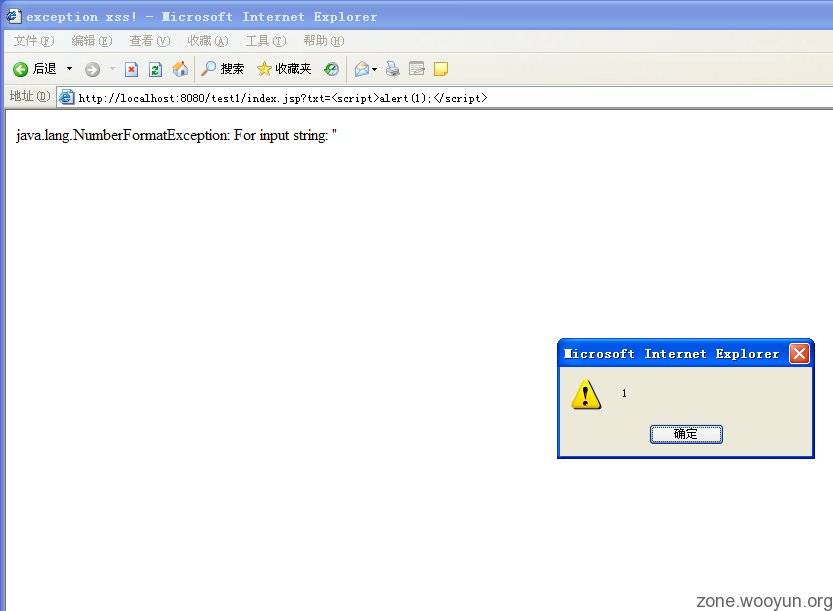 exception xss! - Microsoft Internet Explorer
文件(F) 编辑(E) 查看(V) 收藏(A) 工具(T) 帮助(H)
后退 搜索 收藏夹
地址(D) http://localhost:8080/test1/index.jsp?txt=<script>alert(1);</script>
java.lang.NumberFormatException: For input string: "
Microsoft Internet Explorer
1
确定
zone.wooyun.org